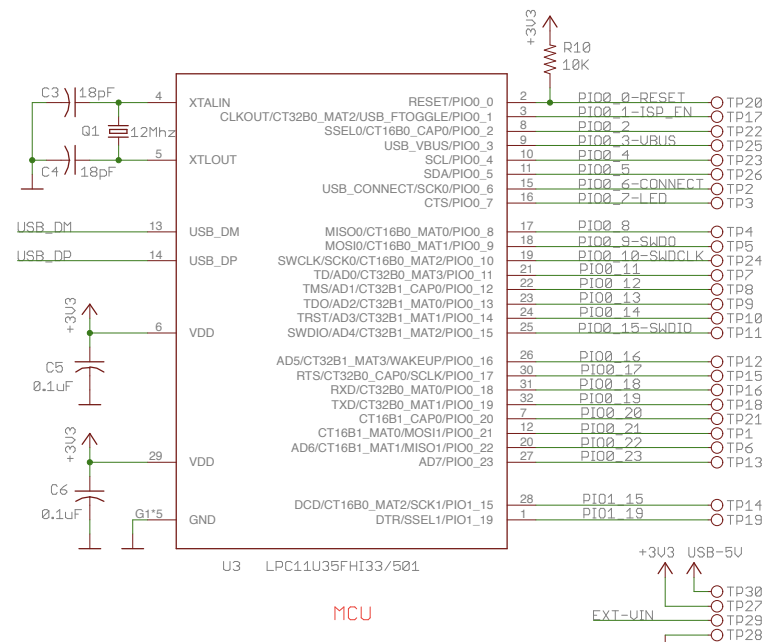 +3V3
R10
10K
C3 18pF
Q1 12Mhz
C4 18pF
4 XTALIN
5 XTLOUT
USB_DM 13 USB_DM
USB_DP 14 USB_DP
+3V3
6 VDD
C5
0.1uF
+3V3
29 VDD
C6
0.1uF
G1*5 GND
RESET/PIO0_0 2 PIO0_0-RESET TP20
CLKOUT/CT32B0_MAT2/USB_FTOGGLE/PIO0_1 3 PIO0_1-ISP_EN TP17
SSEL0/CT16B0_CAP0/PIO0_2 8 PIO0_2 TP22
USB_VBUS/PIO0_3 9 PIO0_3-VBUS TP25
SCL/PIO0_4 10 PIO0_4 TP23
SDA/PIO0_5 11 PIO0_5 TP26
USB_CONNECT/SCK0/PIO0_6 15 PIO0_6-CONNECT TP2
CTS/PIO0_7 16 PIO0_7-LED TP3
MISO0/CT16B0_MAT0/PIO0_8 17 PIO0_8 TP4
MOSI0/CT16B0_MAT1/PIO0_9 18 PIO0_9-SWDO TP5
SWCLK/SCK0/CT16B0_MAT2/PIO0_10 19 PIO0_10-SWDCLK TP24
TD/AD0/CT32B0_MAT3/PIO0_11 21 PIO0_11 TP7
TMS/AD1/CT32B1_CAP0/PIO0_12 22 PIO0_12 TP8
TDO/AD2/CT32B1_MAT0/PIO0_13 23 PIO0_13 TP9
TRST/AD3/CT32B1_MAT1/PIO0_14 24 PIO0_14 TP10
SWDIO/AD4/CT32B1_MAT2/PIO0_15 25 PIO0_15-SWDIO TP11
AD5/CT32B1_MAT3/WAKEUP/PIO0_16 26 PIO0_16 TP12
RTS/CT32B0_CAP0/SCLK/PIO0_17 30 PIO0_17 TP15
RXD/CT32B0_MAT0/PIO0_18 31 PIO0_18 TP16
TXD/CT32B0_MAT1/PIO0_19 32 PIO0_19 TP18
CT16B1_CAP0/PIO0_20 7 PIO0_20 TP21
CT16B1_MAT0/MOSI1/PIO0_21 12 PIO0_21 TP1
AD6/CT16B1_MAT1/MISO1/PIO0_22 20 PIO0_22 TP6
AD7/PIO0_23 27 PIO0_23 TP13
DCD/CT16B0_MAT2/SCK1/PIO1_15 28 PIO1_15 TP14
DTR/SSEL1/PIO1_19 1 PIO1_19 TP19
U3 LPC11U35FHI33/501
MCU
+3V3 USB-5V
TP30
TP27
EXT-VIN TP29
TP28